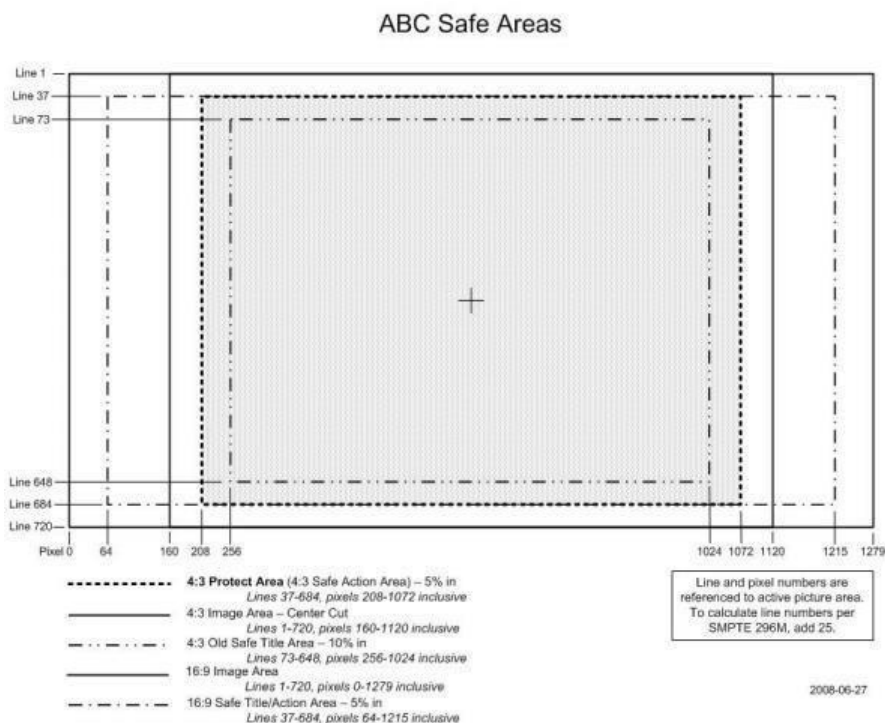 ABC Safe Areas
Line 1
Line 37
Line 73
Line 648
Line 684
Line 720
Pixel 0 64 160 208 256 1024 1072 1120 1215 1279
4:3 Protect Area (4:3 Safe Action Area) – 5% in
Lines 37-684, pixels 208-1072 inclusive
4:3 Image Area – Center Cut
Lines 1-720, pixels 160-1120 inclusive
4:3 Old Safe Title Area – 10% in
Lines 73-648, pixels 256-1024 inclusive
16:9 Image Area
Lines 1-720, pixels 0-1279 inclusive
16:9 Safe Title/Action Area – 5% in
Lines 37-684, pixels 64-1215 inclusive
Line and pixel numbers are
referenced to active picture area.
To calculate line numbers per
SMPTE 296M, add 25.
2008-06-27